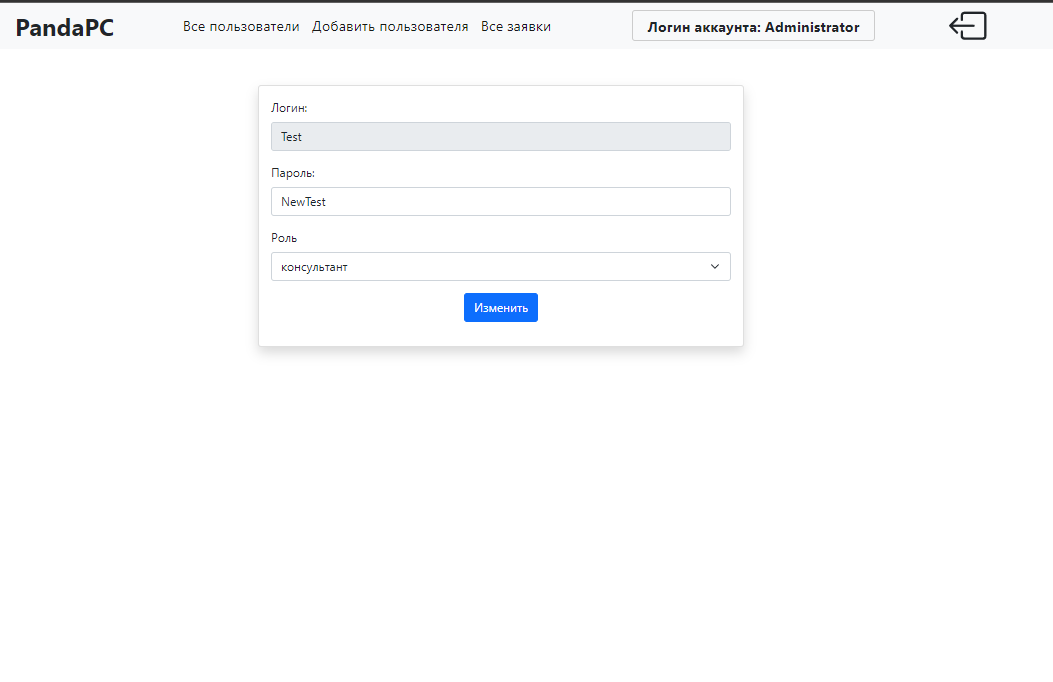 PandaPC
Все пользователи Добавить пользователя Все заявки
Логин аккаунта: Administrator
Логин:
Test
Пароль:
NewTest
Роль
консультант
Изменить